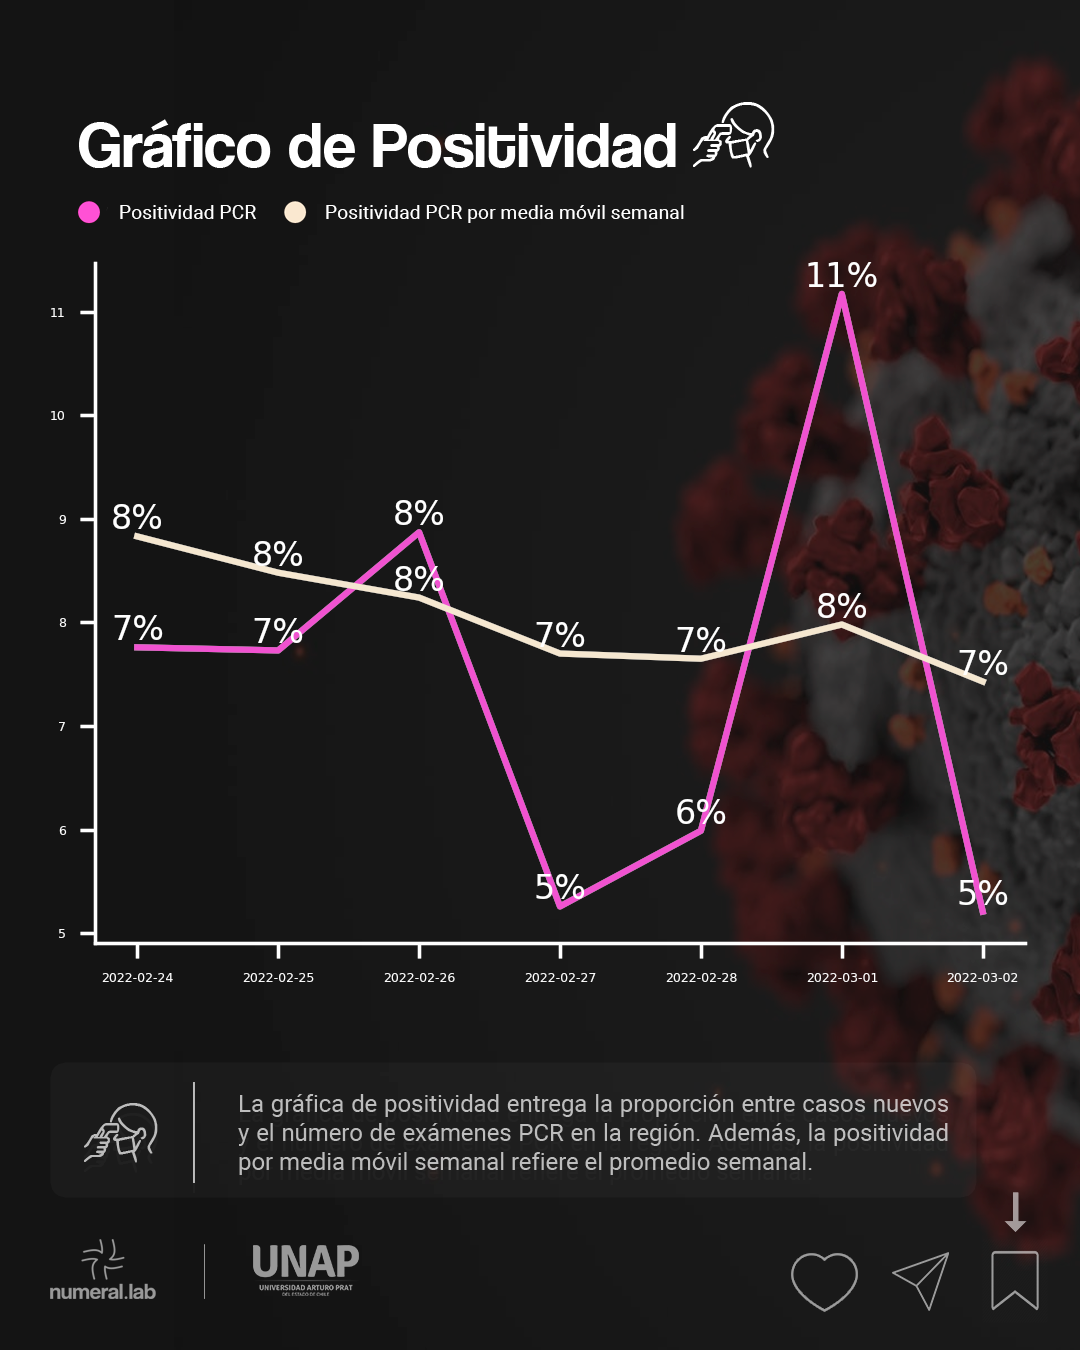 Gráfico de Positividad
Positividad PCR
Positividad PCR por media móvil semanal
11
10
9
8
7
6
5
8%
8%
8%
8%
7%
7%
8%
7%
7%
7%
5%
6%
11%
5%
2022-02-24
2022-02-25
2022-02-26
2022-02-27
2022-02-28
2022-03-01
2022-03-02
La gráfica de positividad entrega la proporción entre casos nuevos
y el número de exámenes PCR en la región. Además, la positividad
por media móvil semanal refiere el promedio semanal.
numeral.lab
UNAP
UNIVERSIDAD ARTURO PRAT
DEL ESTADO DE CHILE